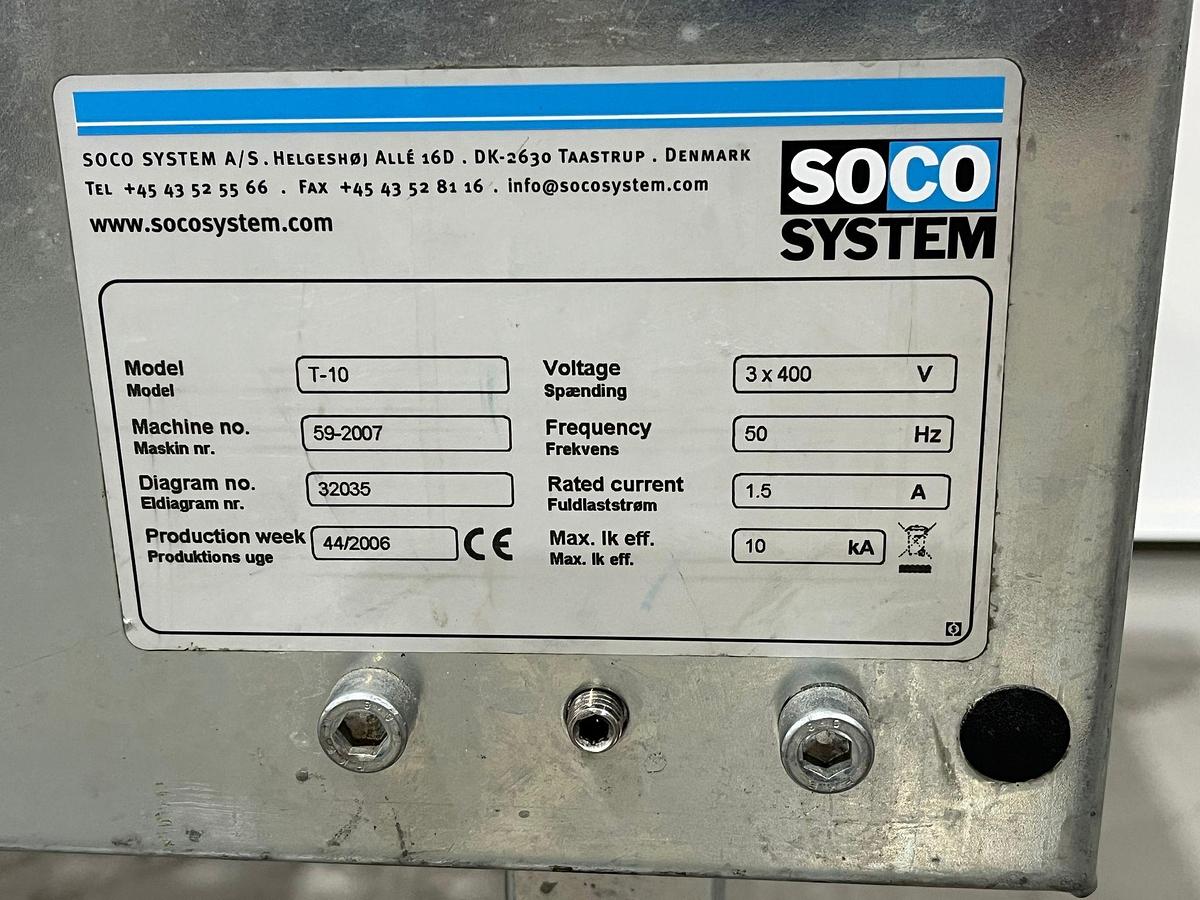 SOCO SYSTEM A/S . Helgeshøj Allé 16D . DK-2630 Taastrup . Denmark
Tel +45 43 52 55 66 . Fax +45 43 52 81 16 . info@socosystem.com
www.socosystem.com
SOCO
SYSTEM
Model T-10
Model
Machine no. 59-2007
Maskin nr.
Diagram no. 32035
Eldiagram nr.
Production week 44/2006 CE
Produktions uge
Voltage 3 x 400 V
Spænding
Frequency 50 Hz
Frekvens
Rated current 1.5 A
Fuldlaststrøm
Max. Ik eff. 10 kA
Max. Ik eff.